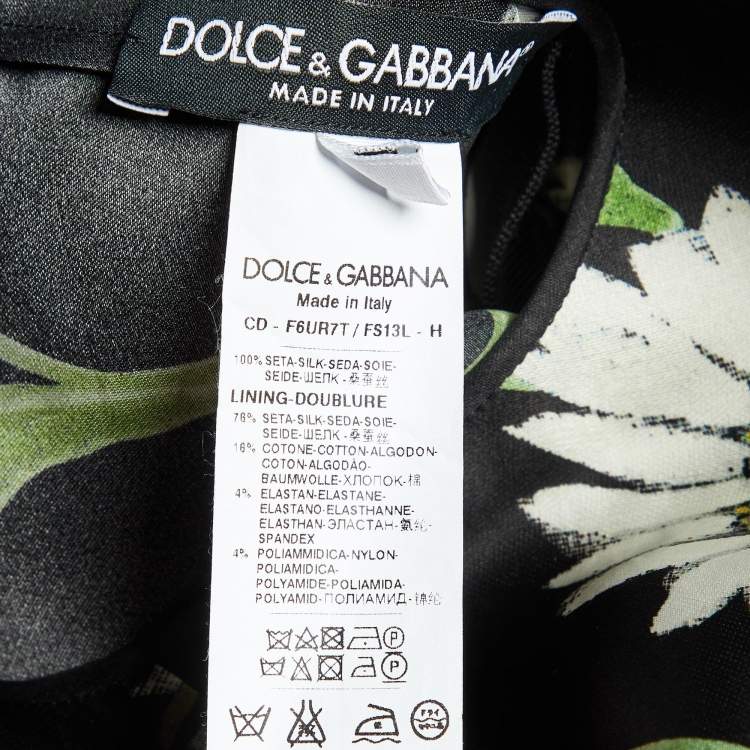 DOLCE & GABBANA
MADE IN ITALY
DOLCE & GABBANA
Made in Italy
CD - F6UR7T / FS13L - H
100% SETA-SILK-SEDA-SOIE-
SEIDE-ШЕЛК-桑蚕丝
LINING-DOUBLURE
76% SETA-SILK-SEDA-SOIE-
SEIDE-ШЕЛК-桑蚕丝
16% COTONE-COTTON-ALGODON-
COTON-ALGODÃO-
BAUMWOLLE-ХЛОПОК-棉
4% ELASTAN-ELASTANE-
ELASTANO-ELASTHANNE-
ELASTHAN-ЭЛАСТАН-氨纶-
SPANDEX
4% POLIAMMIDICA-NYLON-
POLIAMIDICA-
POLYAMIDE-POLIAMIDA-
POLYAMID-ПОЛИАМИД-锦纶
P
P
ドライ